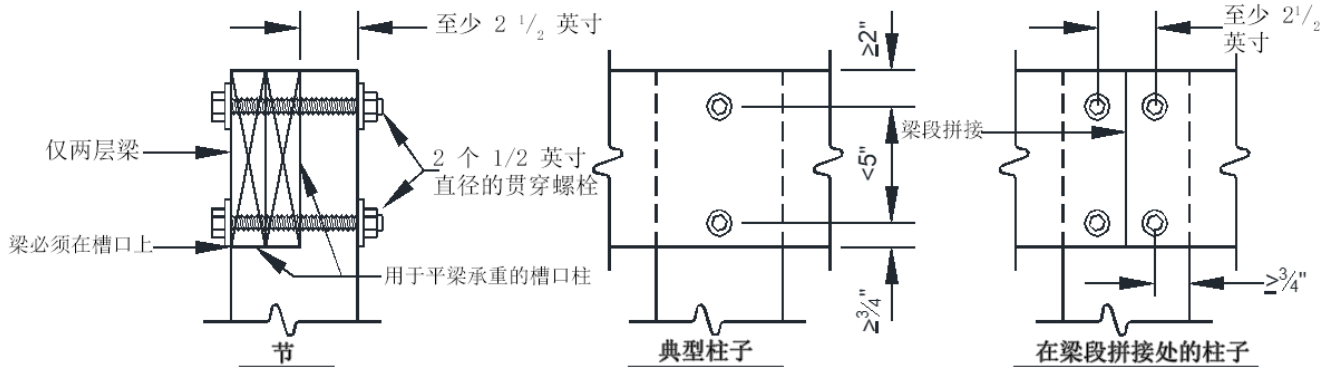 至少 2 1/2 英寸
仅两层梁
2 个 1/2 英寸
直径的贯穿螺栓
梁必须在槽口上
用于平梁承重的槽口柱
节
≥2"
<5"
≥3/4"
典型柱子
至少 2 1/2
英寸
梁段拼接
≥3/4"
在梁段拼接处的柱子